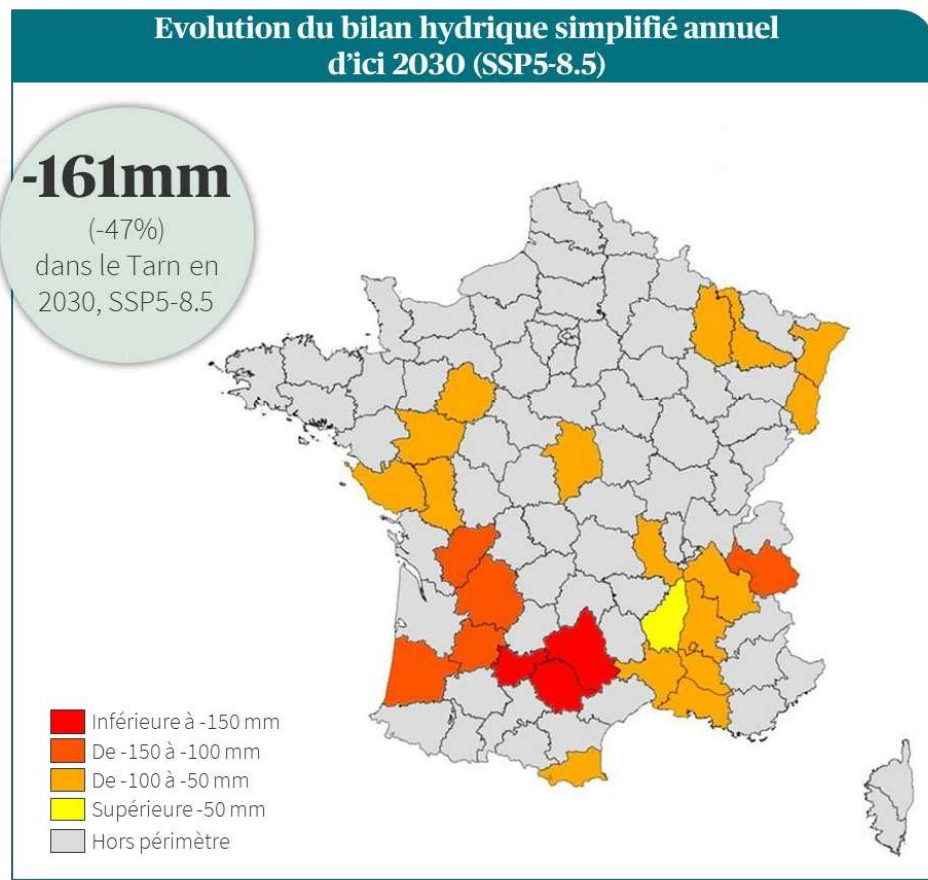 Evolution du bilan hydrique simplifié annuel
d’ici 2030 (SSP5-8.5)
-161mm
(-47%)
dans le Tarn en
2030, SSP5-8.5
Inférieure à -150 mm
De -150 à -100 mm
De -100 à -50 mm
Supérieure -50 mm
Hors périmètre